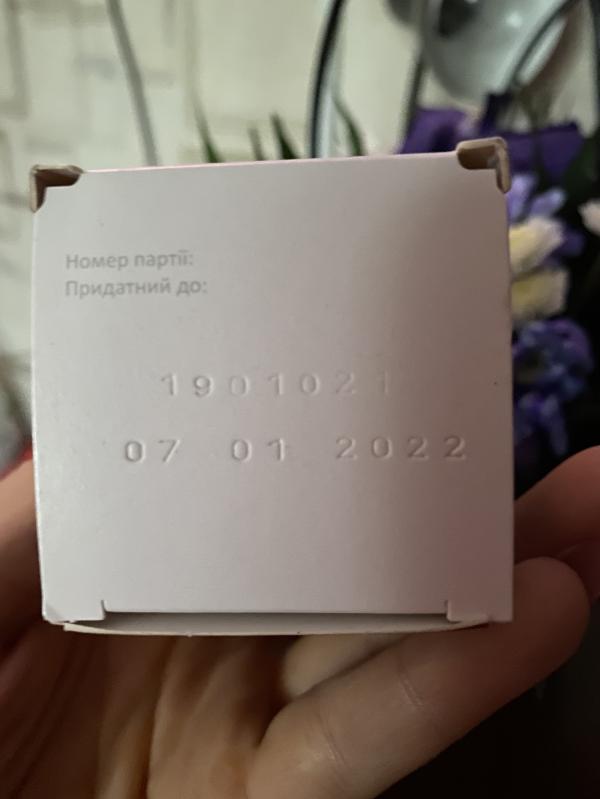 Номер партії:
Придатний до:
1901021
07 01 2022